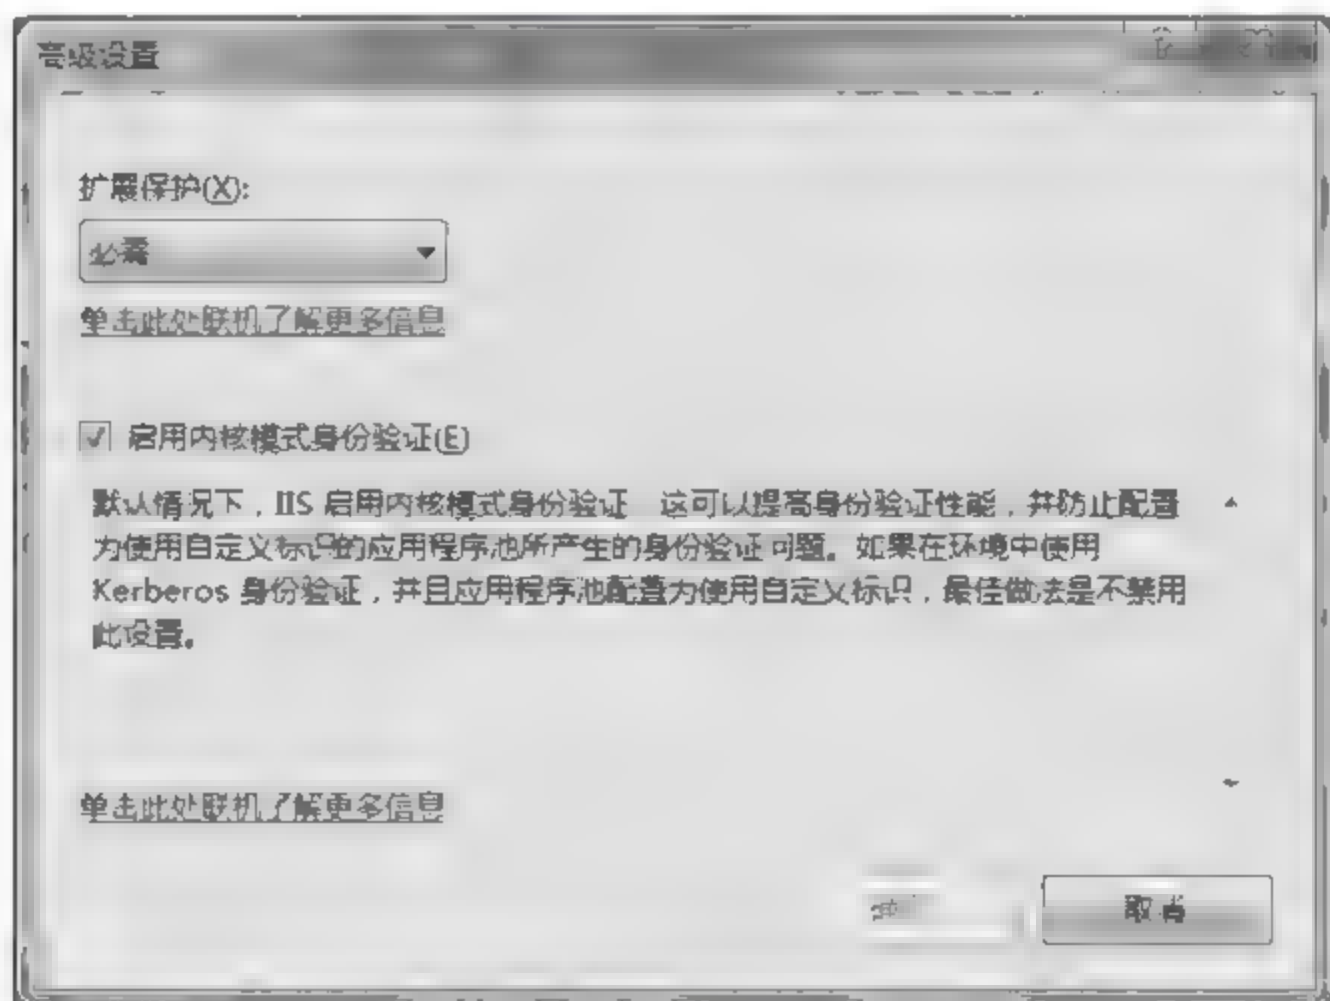 高级设置
扩展保护(X):
必需
单击此处联机了解更多信息
启用内核模式身份验证(E)
默认情况下，IIS 启用内核模式身份验证 这可以提高身份验证性能，并防止配置
为使用自定义标识的应用程序池所产生的身份验证问题。如果在环境中使用
Kerberos 身份验证，并且应用程序池配置为使用自定义标识，最佳做法是不禁用
此设置。
单击此处联机了解更多信息
取消